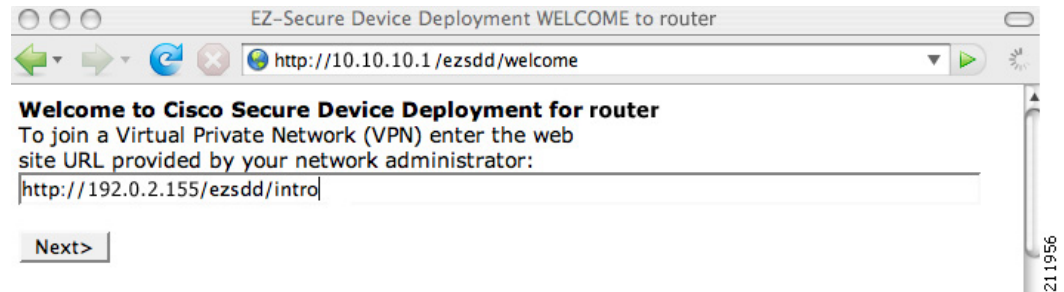 EZ-Secure Device Deployment WELCOME to router
http://10.10.10.1/ezsdd/welcome
Welcome to Cisco Secure Device Deployment for router
To join a Virtual Private Network (VPN) enter the web
site URL provided by your network administrator:
http://192.0.2.155/ezsdd/intro
Next>
211956